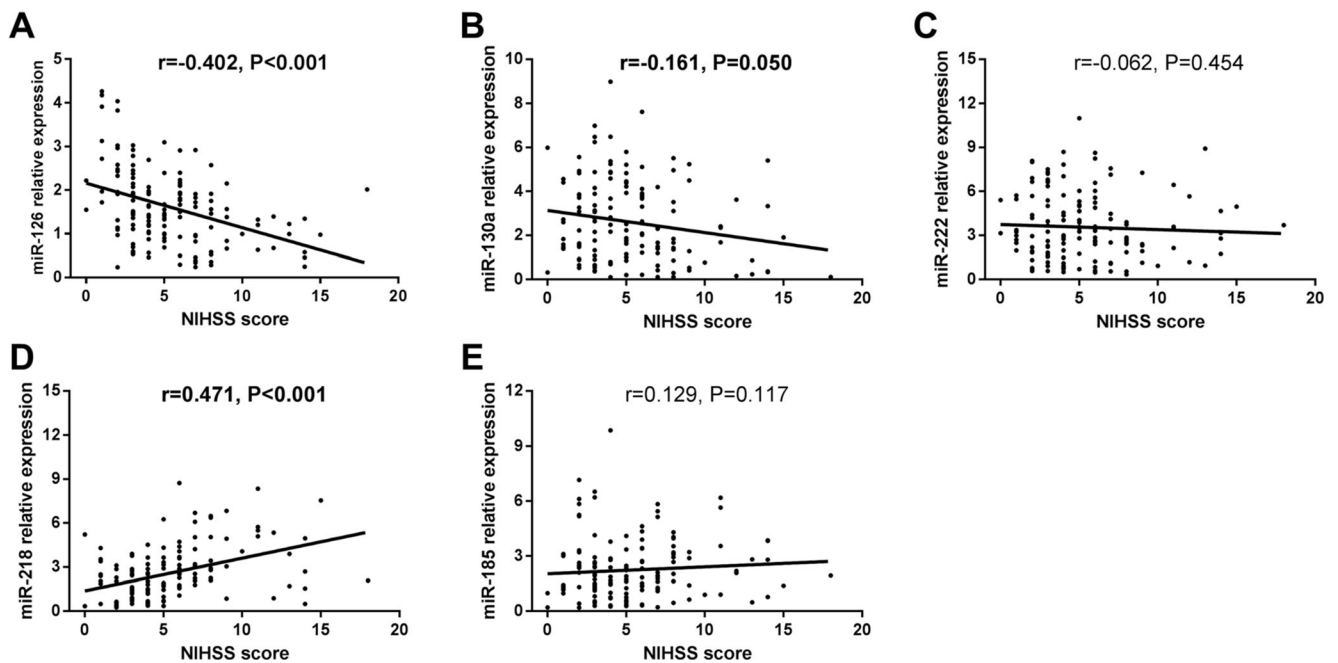 A
r=-0.402, P<0.001
miR-126 relative expression
5
4
3
2
1
0
0 5 10 15 20
NIHSS score
B
r=-0.161, P=0.050
miR-130a relative expression
10
8
6
4
2
0
0 5 10 15 20
NIHSS score
C
r=-0.062, P=0.454
miR-222 relative expression
15
12
9
6
3
0
0 5 10 15 20
NIHSS score
D
r=0.471, P<0.001
miR-218 relative expression
15
12
9
6
3
0
0 5 10 15 20
NIHSS score
E
r=0.129, P=0.117
miR-185 relative expression
12
9
6
3
0
0 5 10 15 20
NIHSS score